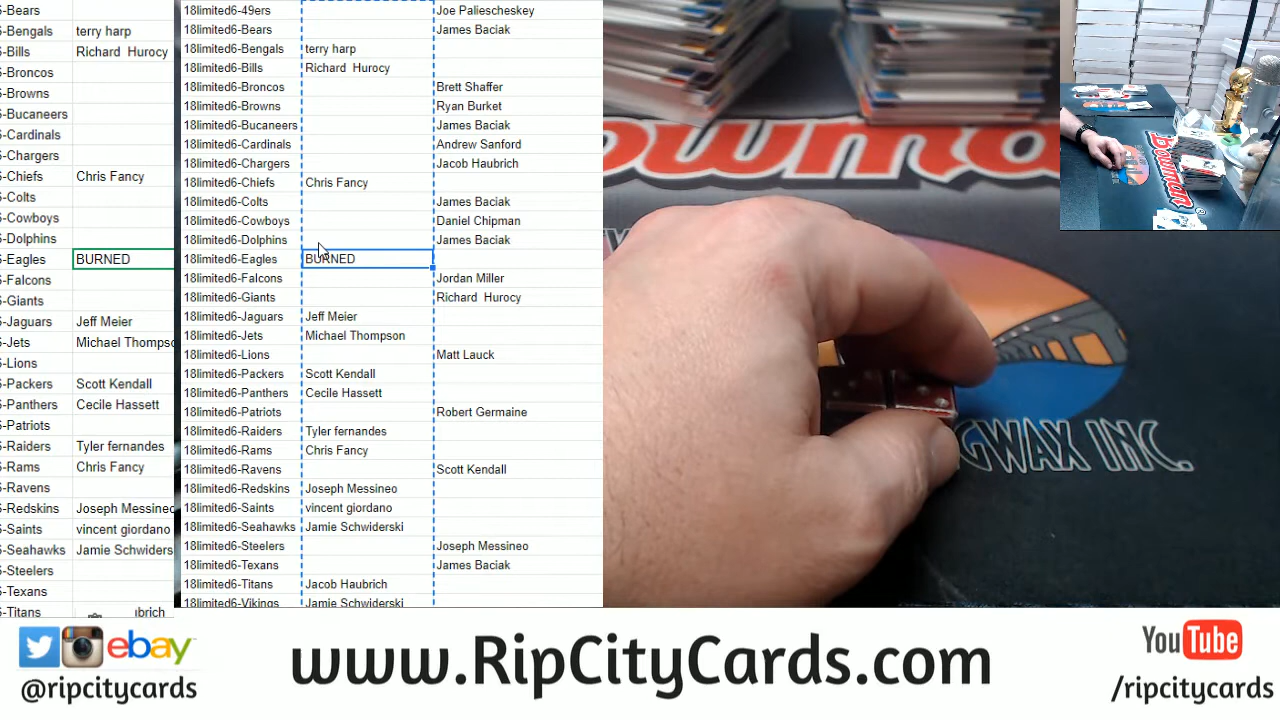 -Bears
-Bengals terry harp
-Bills Richard Hurocy
-Broncos
-Browns
-Bucaneers
-Cardinals
-Chargers
-Chiefs Chris Fancy
-Colts
-Cowboys
-Dolphins
-Eagles BURNED
-Falcons
-Giants
-Jaguars Jeff Meier
-Jets Michael Thompso
-Lions
-Packers Scott Kendall
-Panthers Cecile Hassett
-Patriots
-Raiders Tyler fernandes
-Rams Chris Fancy
-Ravens
-Redskins Joseph Messineo
-Saints vincent giordano
-Seahawks Jamie Schwiders
-Steelers
-Texans
-Titans brich
18limited6-49ers Joe Paliescheskey
18limited6-Bears James Baciak
18limited6-Bengals terry harp
18limited6-Bills Richard Hurocy
18limited6-Broncos Brett Shaffer
18limited6-Browns Ryan Burket
18limited6-Bucaneers James Baciak
18limited6-Cardinals Andrew Sanford
18limited6-Chargers Jacob Haubrich
18limited6-Chiefs Chris Fancy
18limited6-Colts James Baciak
18limited6-Cowboys Daniel Chipman
18limited6-Dolphins James Baciak
18limited6-Eagles BURNED
18limited6-Falcons Jordan Miller
18limited6-Giants Richard Hurocy
18limited6-Jaguars Jeff Meier
18limited6-Jets Michael Thompson
18limited6-Lions Matt Lauck
18limited6-Packers Scott Kendall
18limited6-Panthers Cecile Hassett
18limited6-Patriots Robert Germaine
18limited6-Raiders Tyler fernandes
18limited6-Rams Chris Fancy
18limited6-Ravens Scott Kendall
18limited6-Redskins Joseph Messineo
18limited6-Saints vincent giordano
18limited6-Seahawks Jamie Schwiderski
18limited6-Steelers Joseph Messineo
18limited6-Texans James Baciak
18limited6-Titans Jacob Haubrich
18limited6-Vikings Jamie Schwiderski
owma
GWAX INC.
Bowman
ebay
@ripcitycards
www.RipCityCards.com
YouTube
/ripcitycards